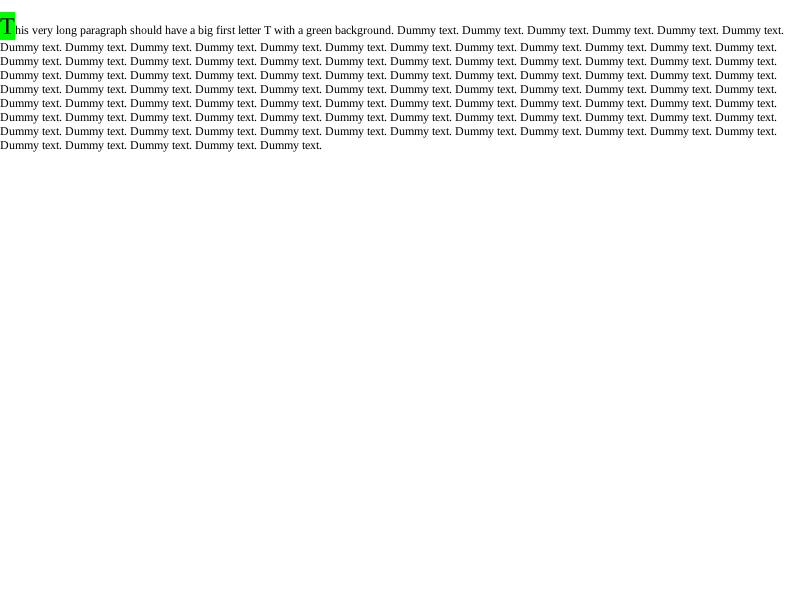 This very long paragraph should have a big first letter T with a green background. Dummy text. Dummy text. Dummy text. Dummy text. Dummy text. Dummy text.
Dummy text. Dummy text. Dummy text. Dummy text. Dummy text. Dummy text. Dummy text. Dummy text. Dummy text. Dummy text. Dummy text. Dummy text.
Dummy text. Dummy text. Dummy text. Dummy text. Dummy text. Dummy text. Dummy text. Dummy text. Dummy text. Dummy text. Dummy text. Dummy text.
Dummy text. Dummy text. Dummy text. Dummy text. Dummy text. Dummy text. Dummy text. Dummy text. Dummy text. Dummy text. Dummy text. Dummy text.
Dummy text. Dummy text. Dummy text. Dummy text. Dummy text. Dummy text. Dummy text. Dummy text. Dummy text. Dummy text. Dummy text. Dummy text.
Dummy text. Dummy text. Dummy text. Dummy text. Dummy text. Dummy text. Dummy text. Dummy text. Dummy text. Dummy text. Dummy text. Dummy text.
Dummy text. Dummy text. Dummy text. Dummy text. Dummy text. Dummy text. Dummy text. Dummy text. Dummy text. Dummy text. Dummy text. Dummy text.
Dummy text. Dummy text. Dummy text. Dummy text. Dummy text. Dummy text. Dummy text. Dummy text. Dummy text. Dummy text. Dummy text. Dummy text.
Dummy text. Dummy text. Dummy text. Dummy text. Dummy text.